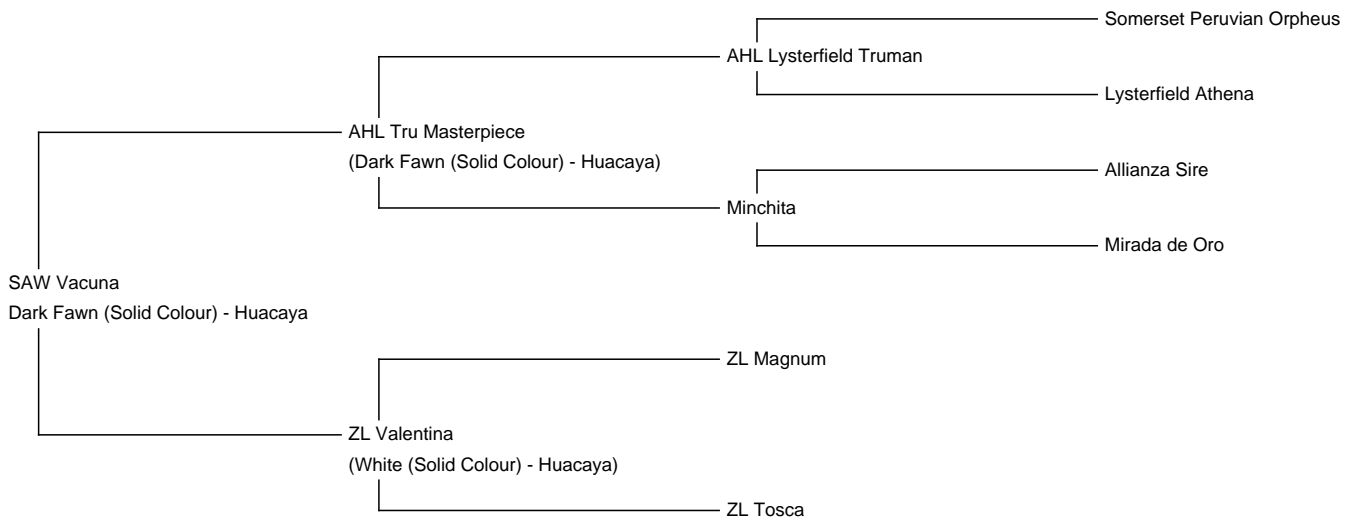 Somerset Peruvian Orpheus
AHL Lysterfield Truman
Lysterfield Athena
AHL Tru Masterpiece
(Dark Fawn (Solid Colour) - Huacaya)
Allianza Sire
Minchita
Mirada de Oro
SAW Vacuna
Dark Fawn (Solid Colour) - Huacaya
ZL Magnum
ZL Valentina
(White (Solid Colour) - Huacaya)
ZL Tosca